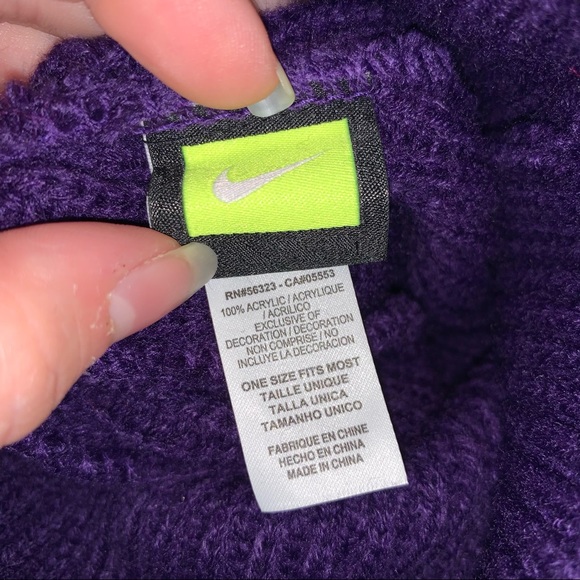 RN#56323 - CA#05553
100% ACRYLIC / ACRYLIQUE
/ ACRILICO
EXCLUSIVE OF
DECORATION / DECORATION
NON COMPRISE / NO
INCLUYE LA DECORACION
ONE SIZE FITS MOST
TAILLE UNIQUE
TALLA UNICA
TAMANHO UNICO
FABRIQUE EN CHINE
HECHO EN CHINA
MADE IN CHINA